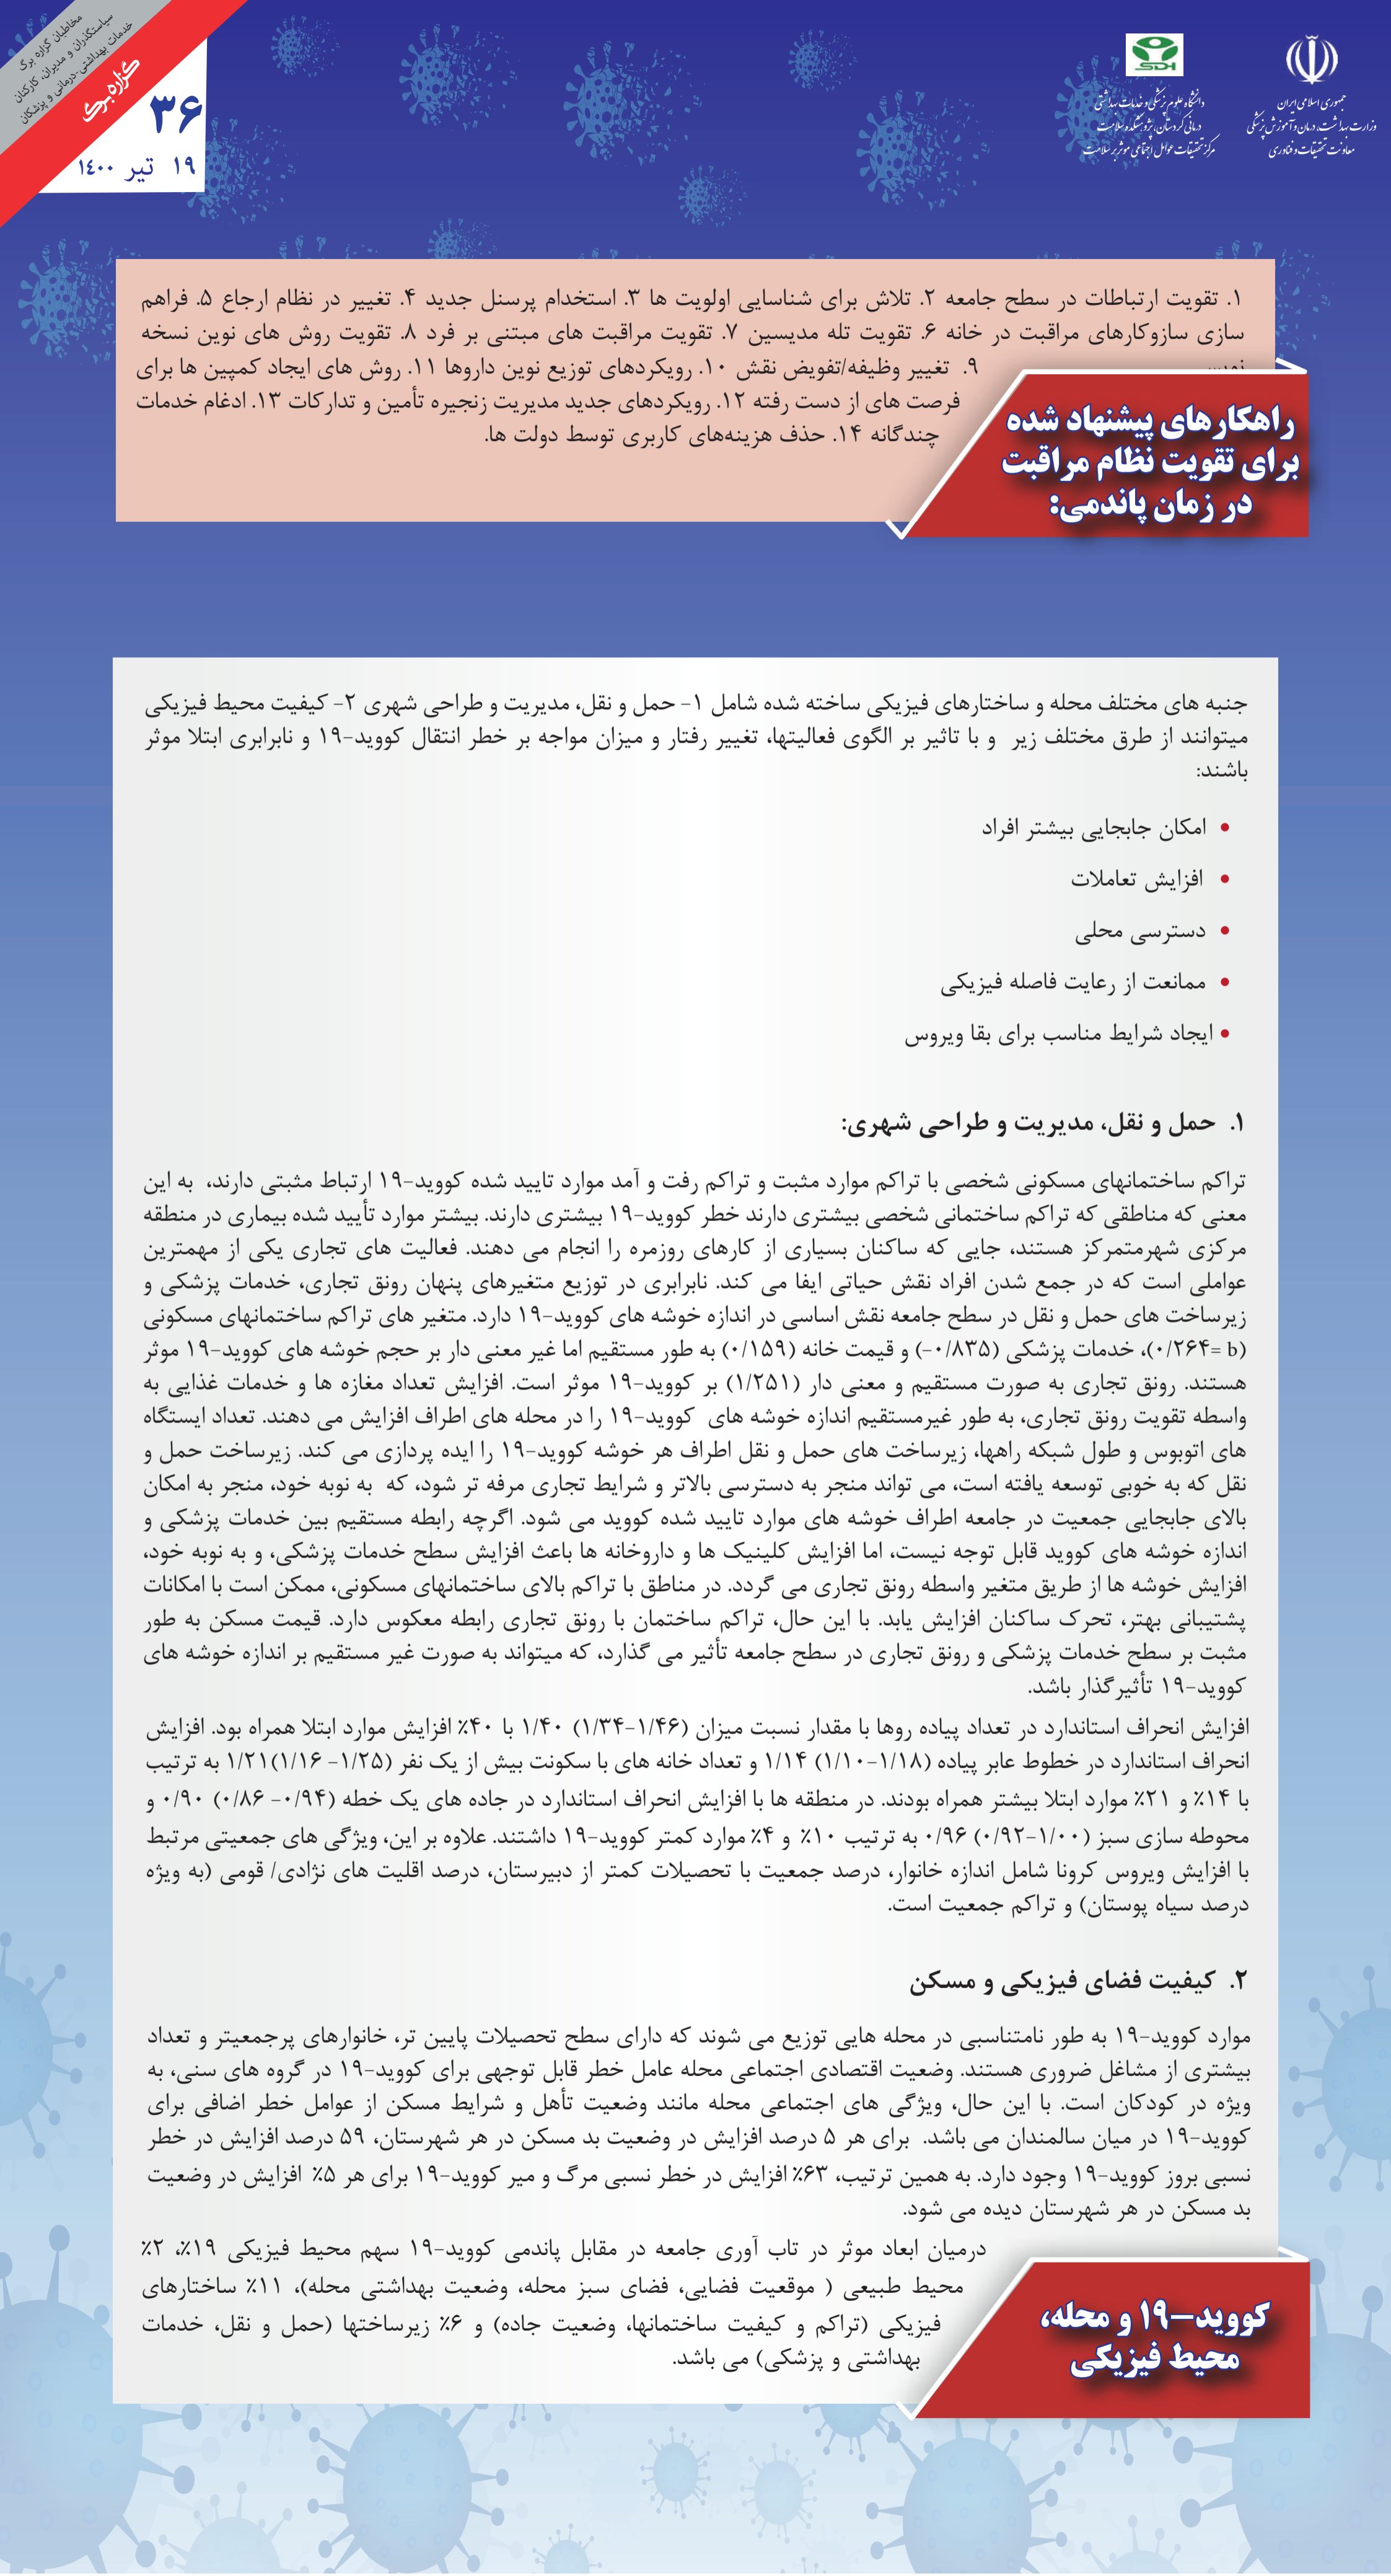 جمهوری اسلامی ایران
وزارت بهداشت، درمان و آموزش پزشکی
معاونت تحقیقات و فناوری
دانشگاه علوم پزشکی و خدمات بهداشتی
درمانی کردستان، پژوهشکده سلامت
مرکز تحقیقات عوامل اجتماعی موثر بر سلامت
SDH
مخاطبان گزاره برگ
سیاستگذران و مدیران، کارکنان
خدمات بهداشتی-درمانی و پزشکان
گزاره‌برگ
۳۶
۱۹ تیر ۱۴۰۰
۱. تقویت ارتباطات در سطح جامعه ۲. تلاش برای شناسایی اولویت ها ۳. استخدام پرسنل جدید ۴. تغییر در نظام ارجاع ۵. فراهم
سازی سازوکارهای مراقبت در خانه ۶. تقویت تله مدیسین ۷. تقویت مراقبت های مبتنی بر فرد ۸. تقویت روش های نوین نسخه
۹. تغییر وظیفه/تفویض نقش ۱۰. رویکردهای توزیع نوین داروها ۱۱. روش های ایجاد کمپین ها برای
فرصت های از دست رفته ۱۲. رویکردهای جدید مدیریت زنجیره تأمین و تدارکات ۱۳. ادغام خدمات
چندگانه ۱۴. حذف هزینه‌های کاربری توسط دولت ها.
راهکارهای پیشنهاد شده
برای تقویت نظام مراقبت
در زمان پاندمی:
جنبه های مختلف محله و ساختارهای فیزیکی ساخته شده شامل ۱- حمل و نقل، مدیریت و طراحی شهری ۲- کیفیت محیط فیزیکی
میتوانند از طرق مختلف زیر و با تاثیر بر الگوی فعالیتها، تغییر رفتار و میزان مواجه بر خطر انتقال کووید-۱۹ و نابرابری ابتلا موثر
باشند:
• امکان جابجایی بیشتر افراد
• افزایش تعاملات
• دسترسی محلی
• ممانعت از رعایت فاصله فیزیکی
• ایجاد شرایط مناسب برای بقا ویروس
۱. حمل و نقل، مدیریت و طراحی شهری:
تراکم ساختمانهای مسکونی شخصی با تراکم موارد مثبت و تراکم رفت و آمد موارد تایید شده کووید-۱۹ ارتباط مثبتی دارند، به این
معنی که مناطقی که تراکم ساختمانی شخصی بیشتری دارند خطر کووید-۱۹ بیشتری دارند. بیشتر موارد تأیید شده بیماری در منطقه
مرکزی شهرمتمرکز هستند، جایی که ساکنان بسیاری از کارهای روزمره را انجام می دهند. فعالیت های تجاری یکی از مهمترین
عواملی است که در جمع شدن افراد نقش حیاتی ایفا می کند. نابرابری در توزیع متغیرهای پنهان رونق تجاری، خدمات پزشکی و
زیرساخت های حمل و نقل در سطح جامعه نقش اساسی در اندازه خوشه های کووید-۱۹ دارد. متغیر های تراکم ساختمانهای مسکونی
(b =۰/۲۶۴)، خدمات پزشکی (۰/۸۳۵-) و قیمت خانه (۰/۱۵۹) به طور مستقیم اما غیر معنی دار بر حجم خوشه های کووید-۱۹ موثر
هستند. رونق تجاری به صورت مستقیم و معنی دار (۱/۲۵۱) بر کووید-۱۹ موثر است. افزایش تعداد مغازه ها و خدمات غذایی به
واسطه تقویت رونق تجاری، به طور غیرمستقیم اندازه خوشه های کووید-۱۹ را در محله های اطراف افزایش می دهند. تعداد ایستگاه
های اتوبوس و طول شبکه راهها، زیرساخت های حمل و نقل اطراف هر خوشه کووید-۱۹ را ایده پردازی می کند. زیرساخت حمل و
نقل که به خوبی توسعه یافته است، می تواند منجر به دسترسی بالاتر و شرایط تجاری مرفه تر شود، که به نوبه خود، منجر به امکان
بالای جابجایی جمعیت در جامعه اطراف خوشه های موارد تایید شده کووید می شود. اگرچه رابطه مستقیم بین خدمات پزشکی و
اندازه خوشه های کووید قابل توجه نیست، اما افزایش کلینیک ها و داروخانه ها باعث افزایش سطح خدمات پزشکی، و به نوبه خود،
افزایش خوشه ها از طریق متغیر واسطه رونق تجاری می گردد. در مناطق با تراکم بالای ساختمانهای مسکونی، ممکن است با امکانات
پشتیبانی بهتر، تحرک ساکنان افزایش یابد. با این حال، تراکم ساختمان با رونق تجاری رابطه معکوس دارد. قیمت مسکن به طور
مثبت بر سطح خدمات پزشکی و رونق تجاری در سطح جامعه تأثیر می گذارد، که میتواند به صورت غیر مستقیم بر اندازه خوشه های
کووید-۱۹ تأثیرگذار باشد.
افزایش انحراف استاندارد در تعداد پیاده روها با مقدار نسبت میزان (۱/۴۶-۱/۳۴) ۱/۴۰ با ۴۰٪ افزایش موارد ابتلا همراه بود. افزایش
انحراف استاندارد در خطوط عابر پیاده (۱/۱۸-۱/۱۰) ۱/۱۴ و تعداد خانه های با سکونت بیش از یک نفر (۱/۲۵- ۱/۱۶)۱/۲۱ به ترتیب
با ۱۴٪ و ۲۱٪ موارد ابتلا بیشتر همراه بودند. در منطقه ها با افزایش انحراف استاندارد در جاده های یک خطه (۰/۹۴- ۰/۸۶) ۰/۹۰ و
محوطه سازی سبز (۱/۰۰-۰/۹۲) ۰/۹۶ به ترتیب ۱۰٪ و ۴٪ موارد کمتر کووید-۱۹ داشتند. علاوه بر این، ویژگی های جمعیتی مرتبط
با افزایش ویروس کرونا شامل اندازه خانوار، درصد جمعیت با تحصیلات کمتر از دبیرستان، درصد اقلیت های نژادی/ قومی (به ویژه
درصد سیاه پوستان) و تراکم جمعیت است.
۲. کیفیت فضای فیزیکی و مسکن
موارد کووید-۱۹ به طور نامتناسبی در محله هایی توزیع می شوند که دارای سطح تحصیلات پایین تر، خانوارهای پرجمعیتر و تعداد
بیشتری از مشاغل ضروری هستند. وضعیت اقتصادی اجتماعی محله عامل خطر قابل توجهی برای کووید-۱۹ در گروه های سنی، به
ویژه در کودکان است. با این حال، ویژگی های اجتماعی محله مانند وضعیت تأهل و شرایط مسکن از عوامل خطر اضافی برای
کووید-۱۹ در میان سالمندان می باشد. برای هر ۵ درصد افزایش در وضعیت بد مسکن در هر شهرستان، ۵۹ درصد افزایش در خطر
نسبی بروز کووید-۱۹ وجود دارد. به همین ترتیب، ۶۳٪ افزایش در خطر نسبی مرگ و میر کووید-۱۹ برای هر ۵٪ افزایش در وضعیت
بد مسکن در هر شهرستان دیده می شود.
درمیان ابعاد موثر در تاب آوری جامعه در مقابل پاندمی کووید-۱۹ سهم محیط فیزیکی ۱۹٪، ۲٪
محیط طبیعی ( موقعیت فضایی، فضای سبز محله، وضعیت بهداشتی محله)، ۱۱٪ ساختارهای
فیزیکی (تراکم و کیفیت ساختمانها، وضعیت جاده) و ۶٪ زیرساختها (حمل و نقل، خدمات
بهداشتی و پزشکی) می باشد.
کووید-۱۹ و محله،
محیط فیزیکی